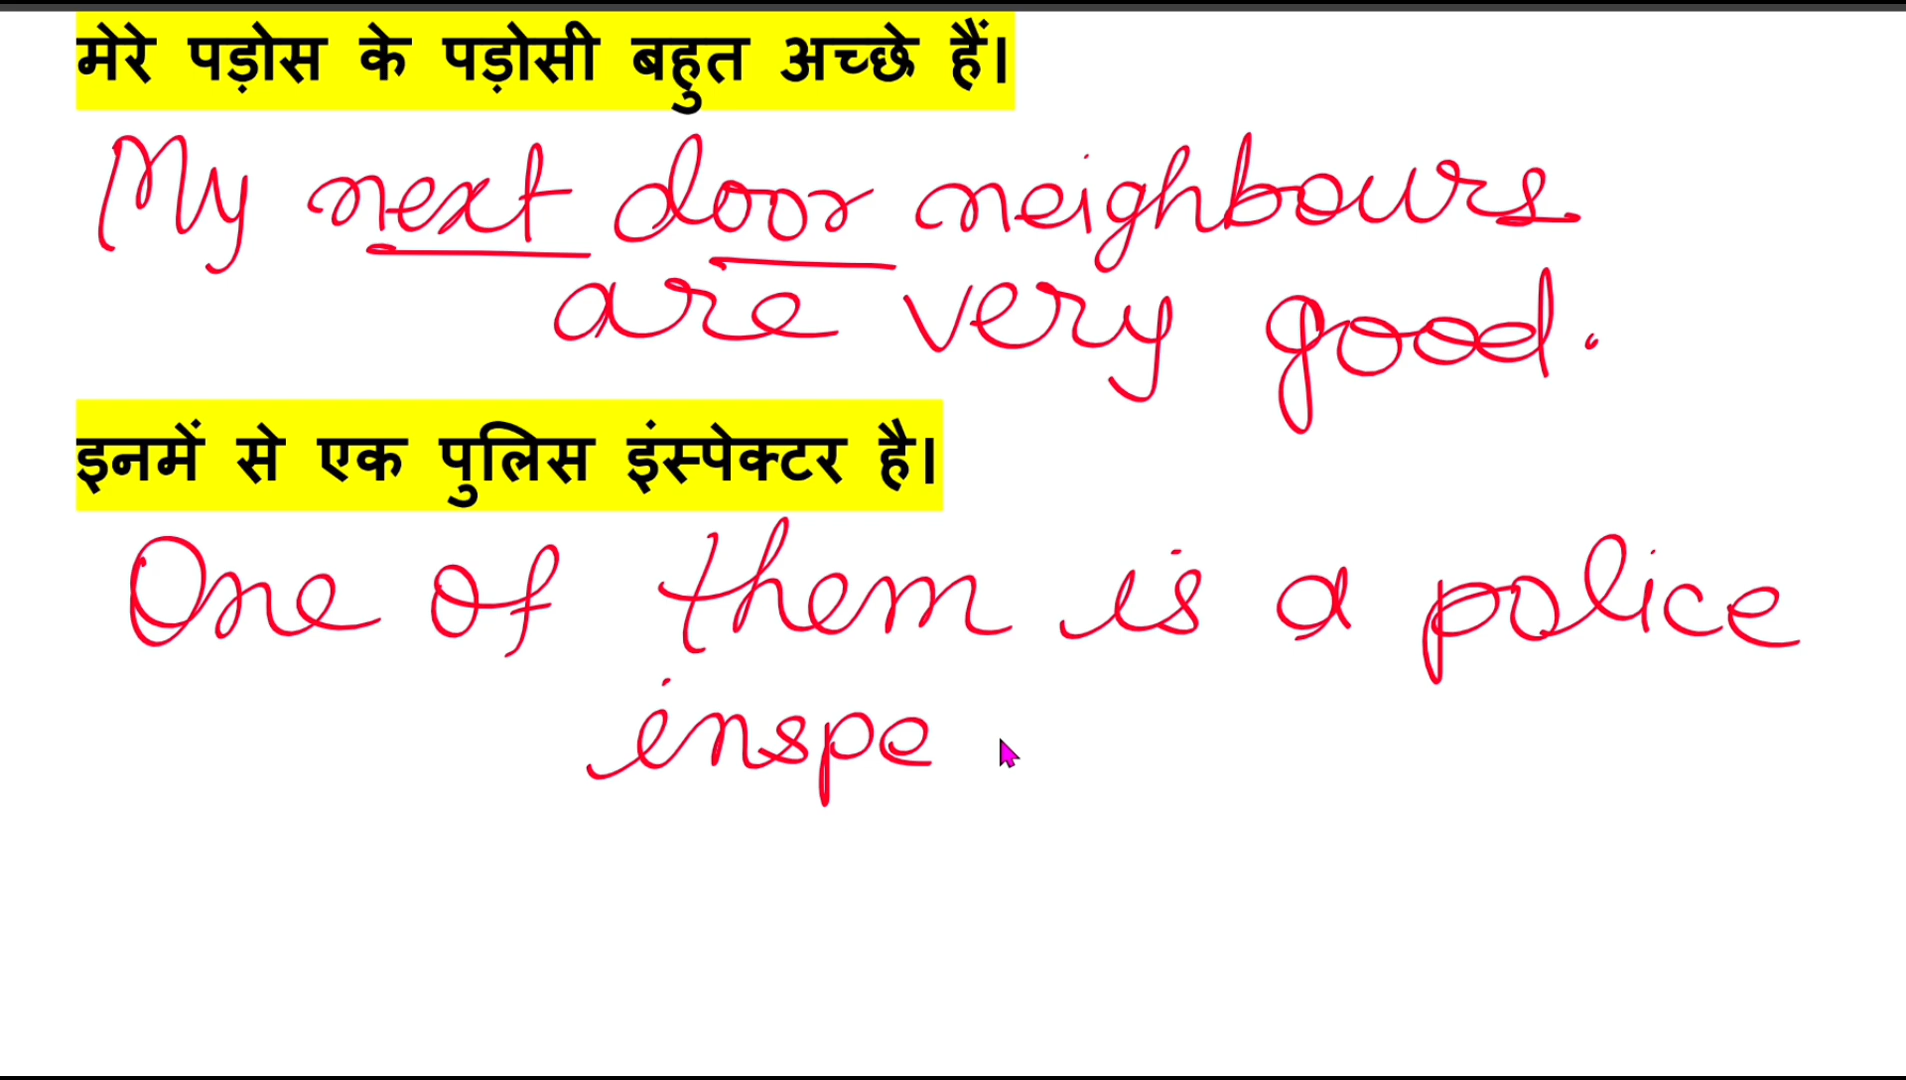 मेरे पड़ोस के पड़ोसी बहुत अच्छे हैं।
My next door neighbours
are very good.
इनमें से एक पुलिस इंस्पेक्टर है।
One of them is a police
inspe